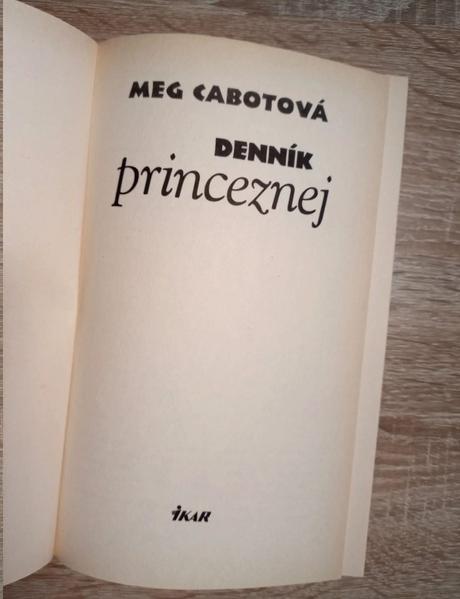 MEG CABOTOVÁ
DENNÍK
princeznej
IKAR